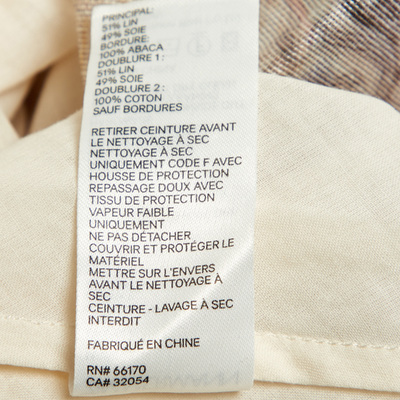 PRINCIPAL:
51% LIN
49% SOIE
BORDURE:
100% ABACA
DOUBLURE 1 :
51% LIN
49% SOIE
DOUBLURE 2 :
100% COTON
SAUF BORDURES
RETIRER CEINTURE AVANT
LE NETTOYAGE À SEC
NETTOYAGE À SEC
UNIQUEMENT CODE F AVEC
HOUSSE DE PROTECTION
REPASSAGE DOUX AVEC
TISSU DE PROTECTION
VAPEUR FAIBLE
UNIQUEMENT
NE PAS DÉTACHER
COUVRIR ET PROTÉGER LE
MATÉRIEL
METTRE SUR L'ENVERS
AVANT LE NETTOYAGE À
SEC
CEINTURE - LAVAGE À SEC
INTERDIT
FABRIQUÉ EN CHINE
RN# 66170
CA# 32054